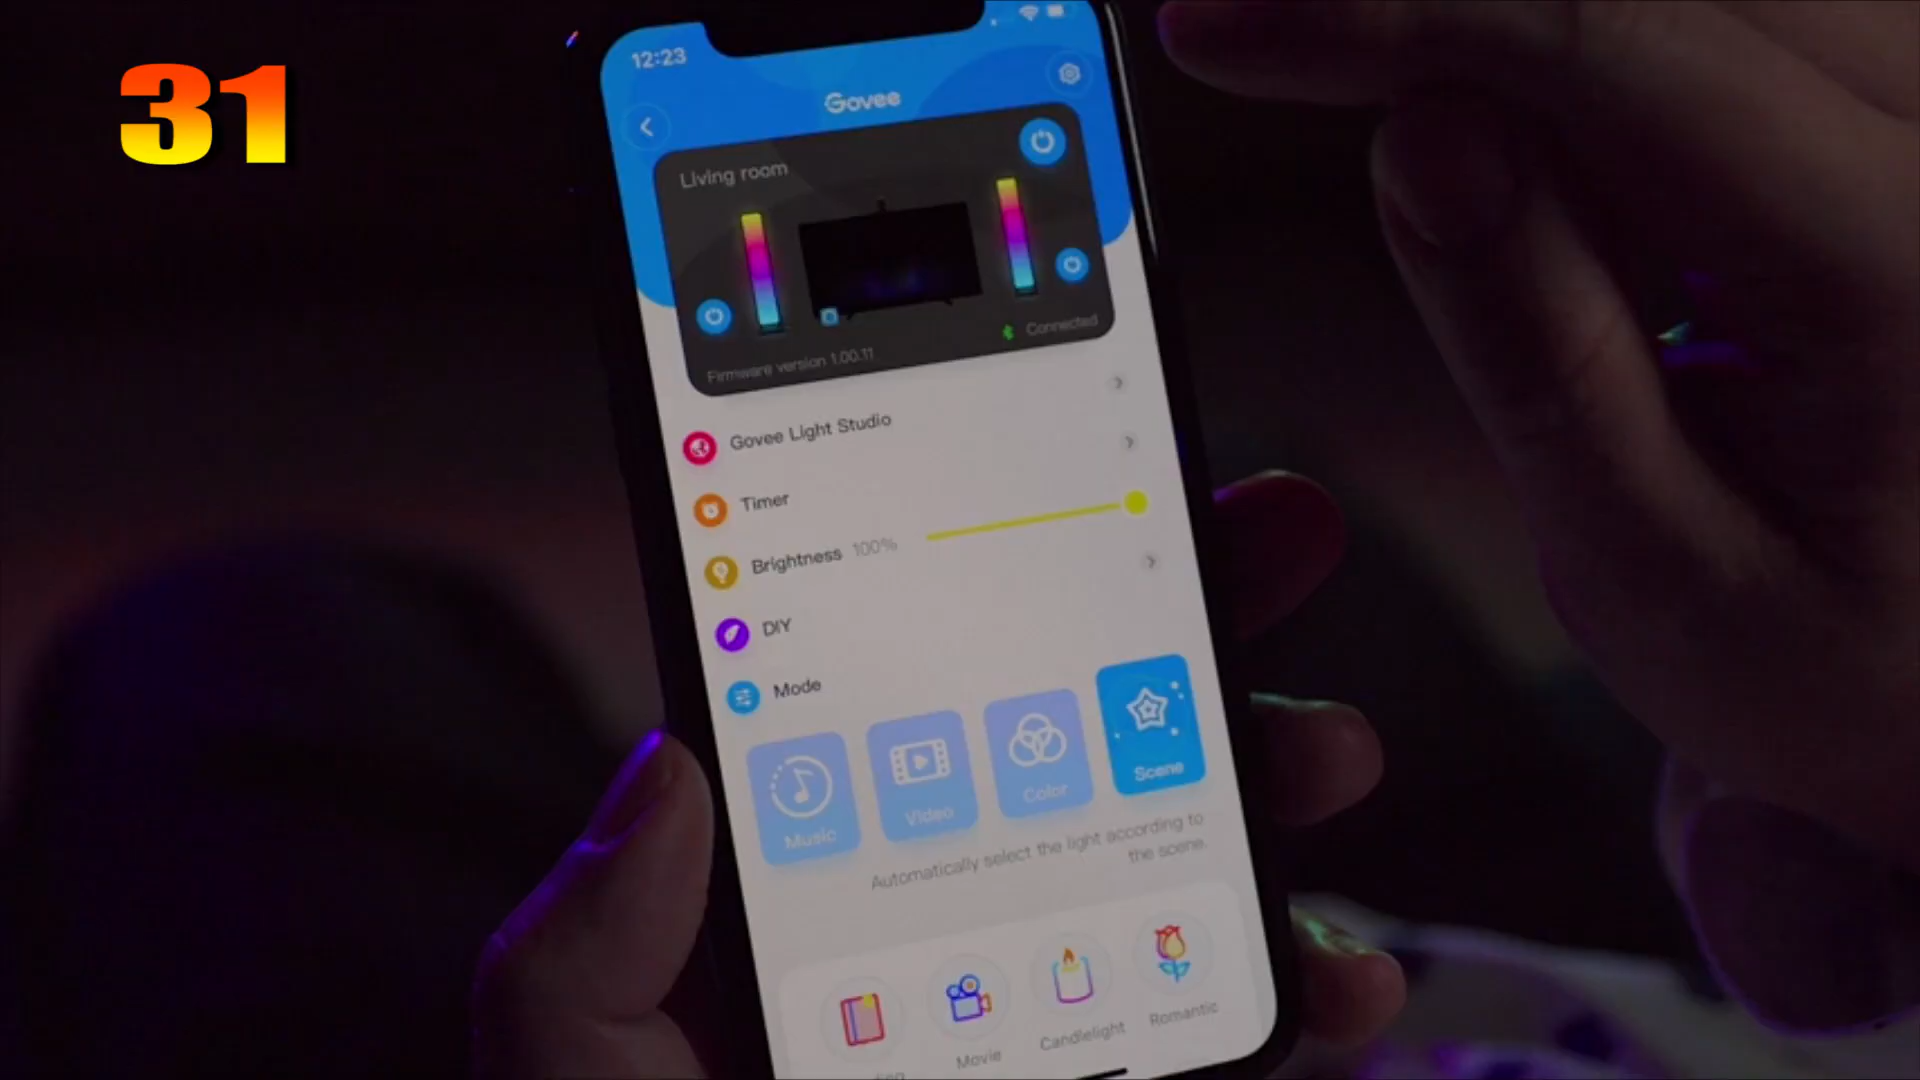 31
12:23
Govee
Living room
Firmware version 1.00.11
Connected
Govee Light Studio
Timer
Brightness 100%
DIY
Mode
Music
Video
Color
Scene
Automatically select the light according to
the scene.
Movie
Candlelight
Romantic